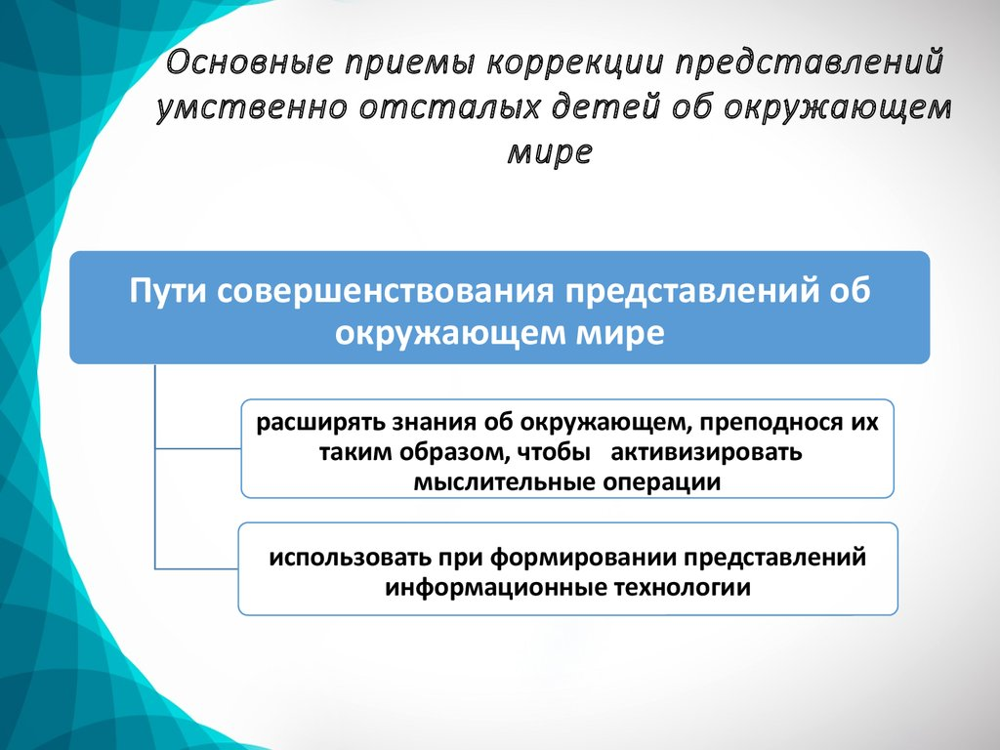 Основные приемы коррекции представлений
умственно отсталых детей об окружающем
мире
Пути совершенствования представлений об
окружающем мире
расширять знания об окружающем, преподнося их
таким образом, чтобы   активизировать
мыслительные операции
использовать при формировании представлений
информационные технологии